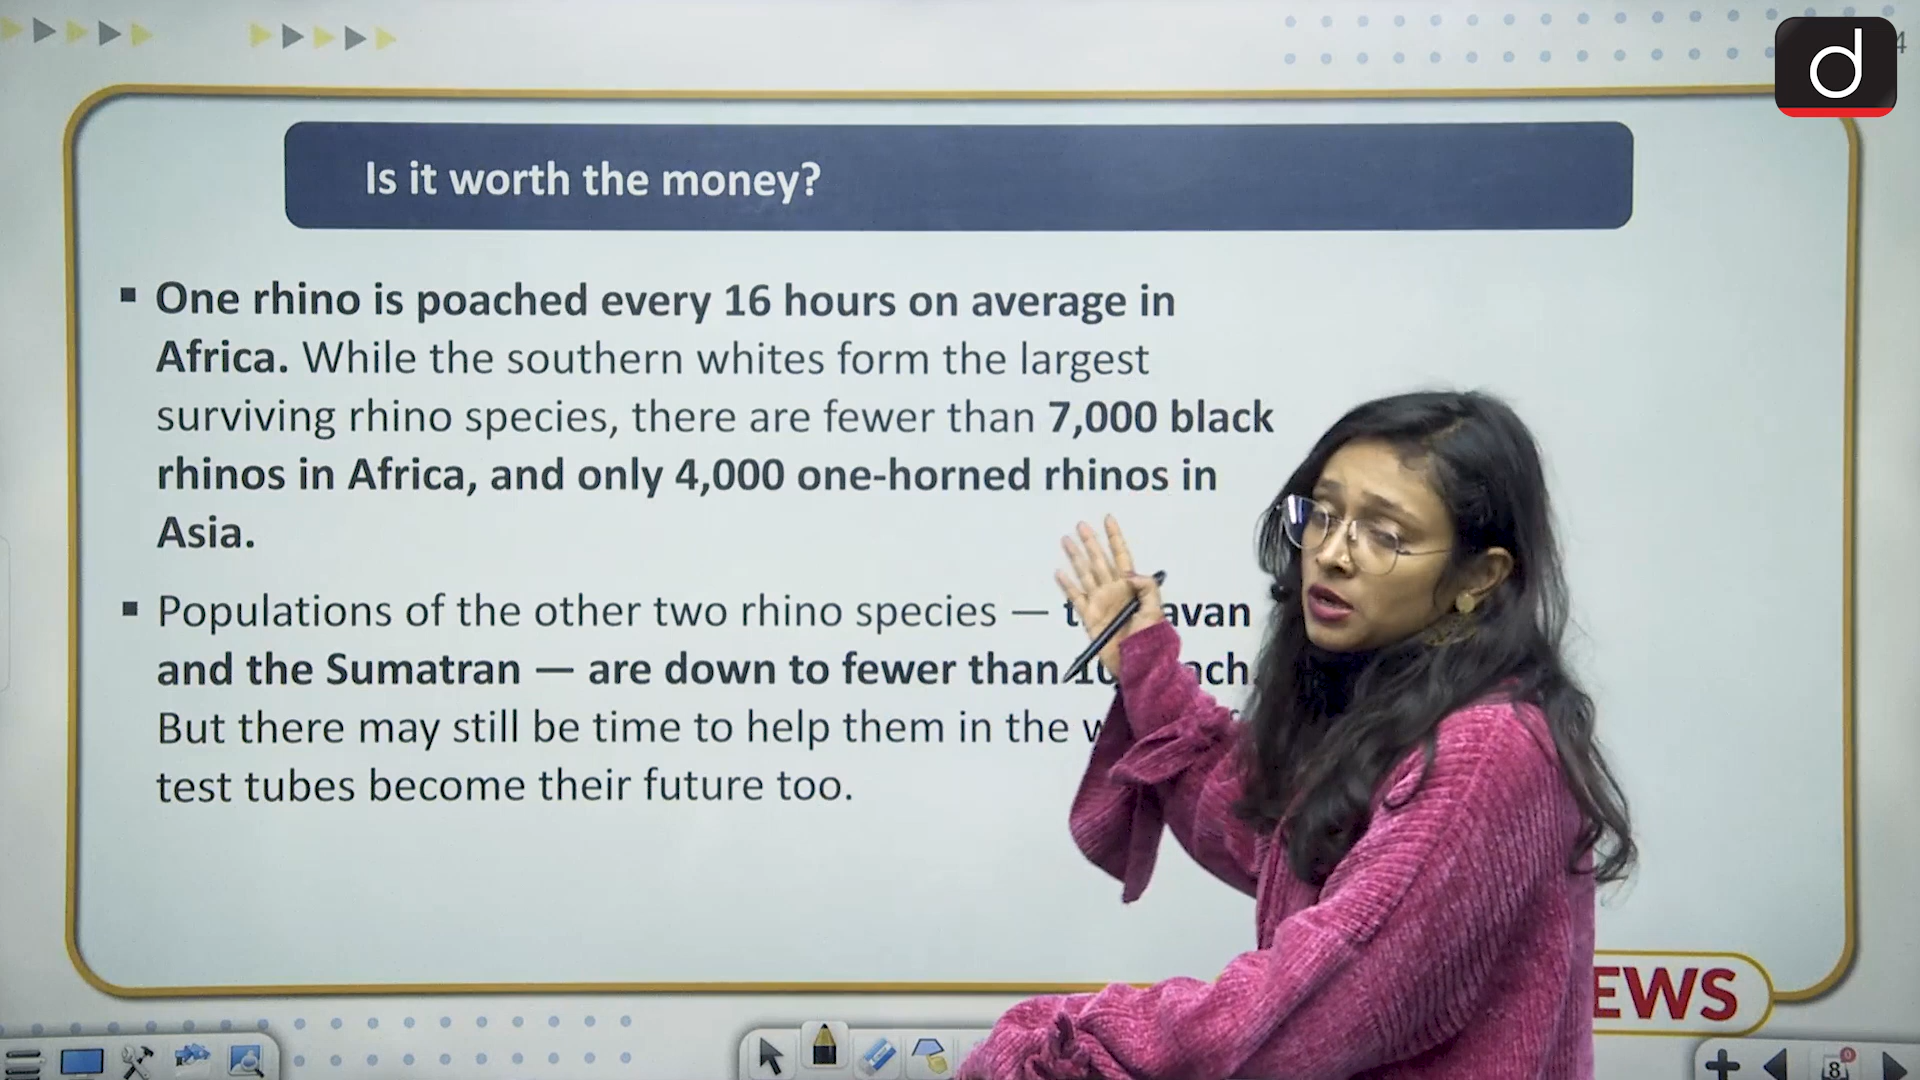 d
Is it worth the money?
▪ One rhino is poached every 16 hours on average in
Africa. While the southern whites form the largest
surviving rhino species, there are fewer than 7,000 black
rhinos in Africa, and only 4,000 one-horned rhinos in
Asia.
▪ Populations of the other two rhino species —
and the Sumatran — are down to fewer than
But there may still be time to help them in the
test tubes become their future too.
EWS
8
0